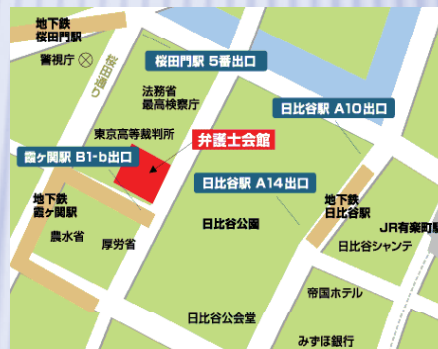 地下鉄
桜田門駅
警視庁
桜田通り
桜田門駅 5番出口
法務省
最高検察庁
日比谷駅 A10出口
東京高等裁判所
弁護士会館
霞ヶ関駅 B1-b出口
日比谷駅 A14出口
地下鉄
霞ヶ関駅
農水省
厚労省
日比谷公園
地下鉄
日比谷駅
JR有楽町駅
日比谷シャンテ
帝国ホテル
日比谷公会堂
みずほ銀行